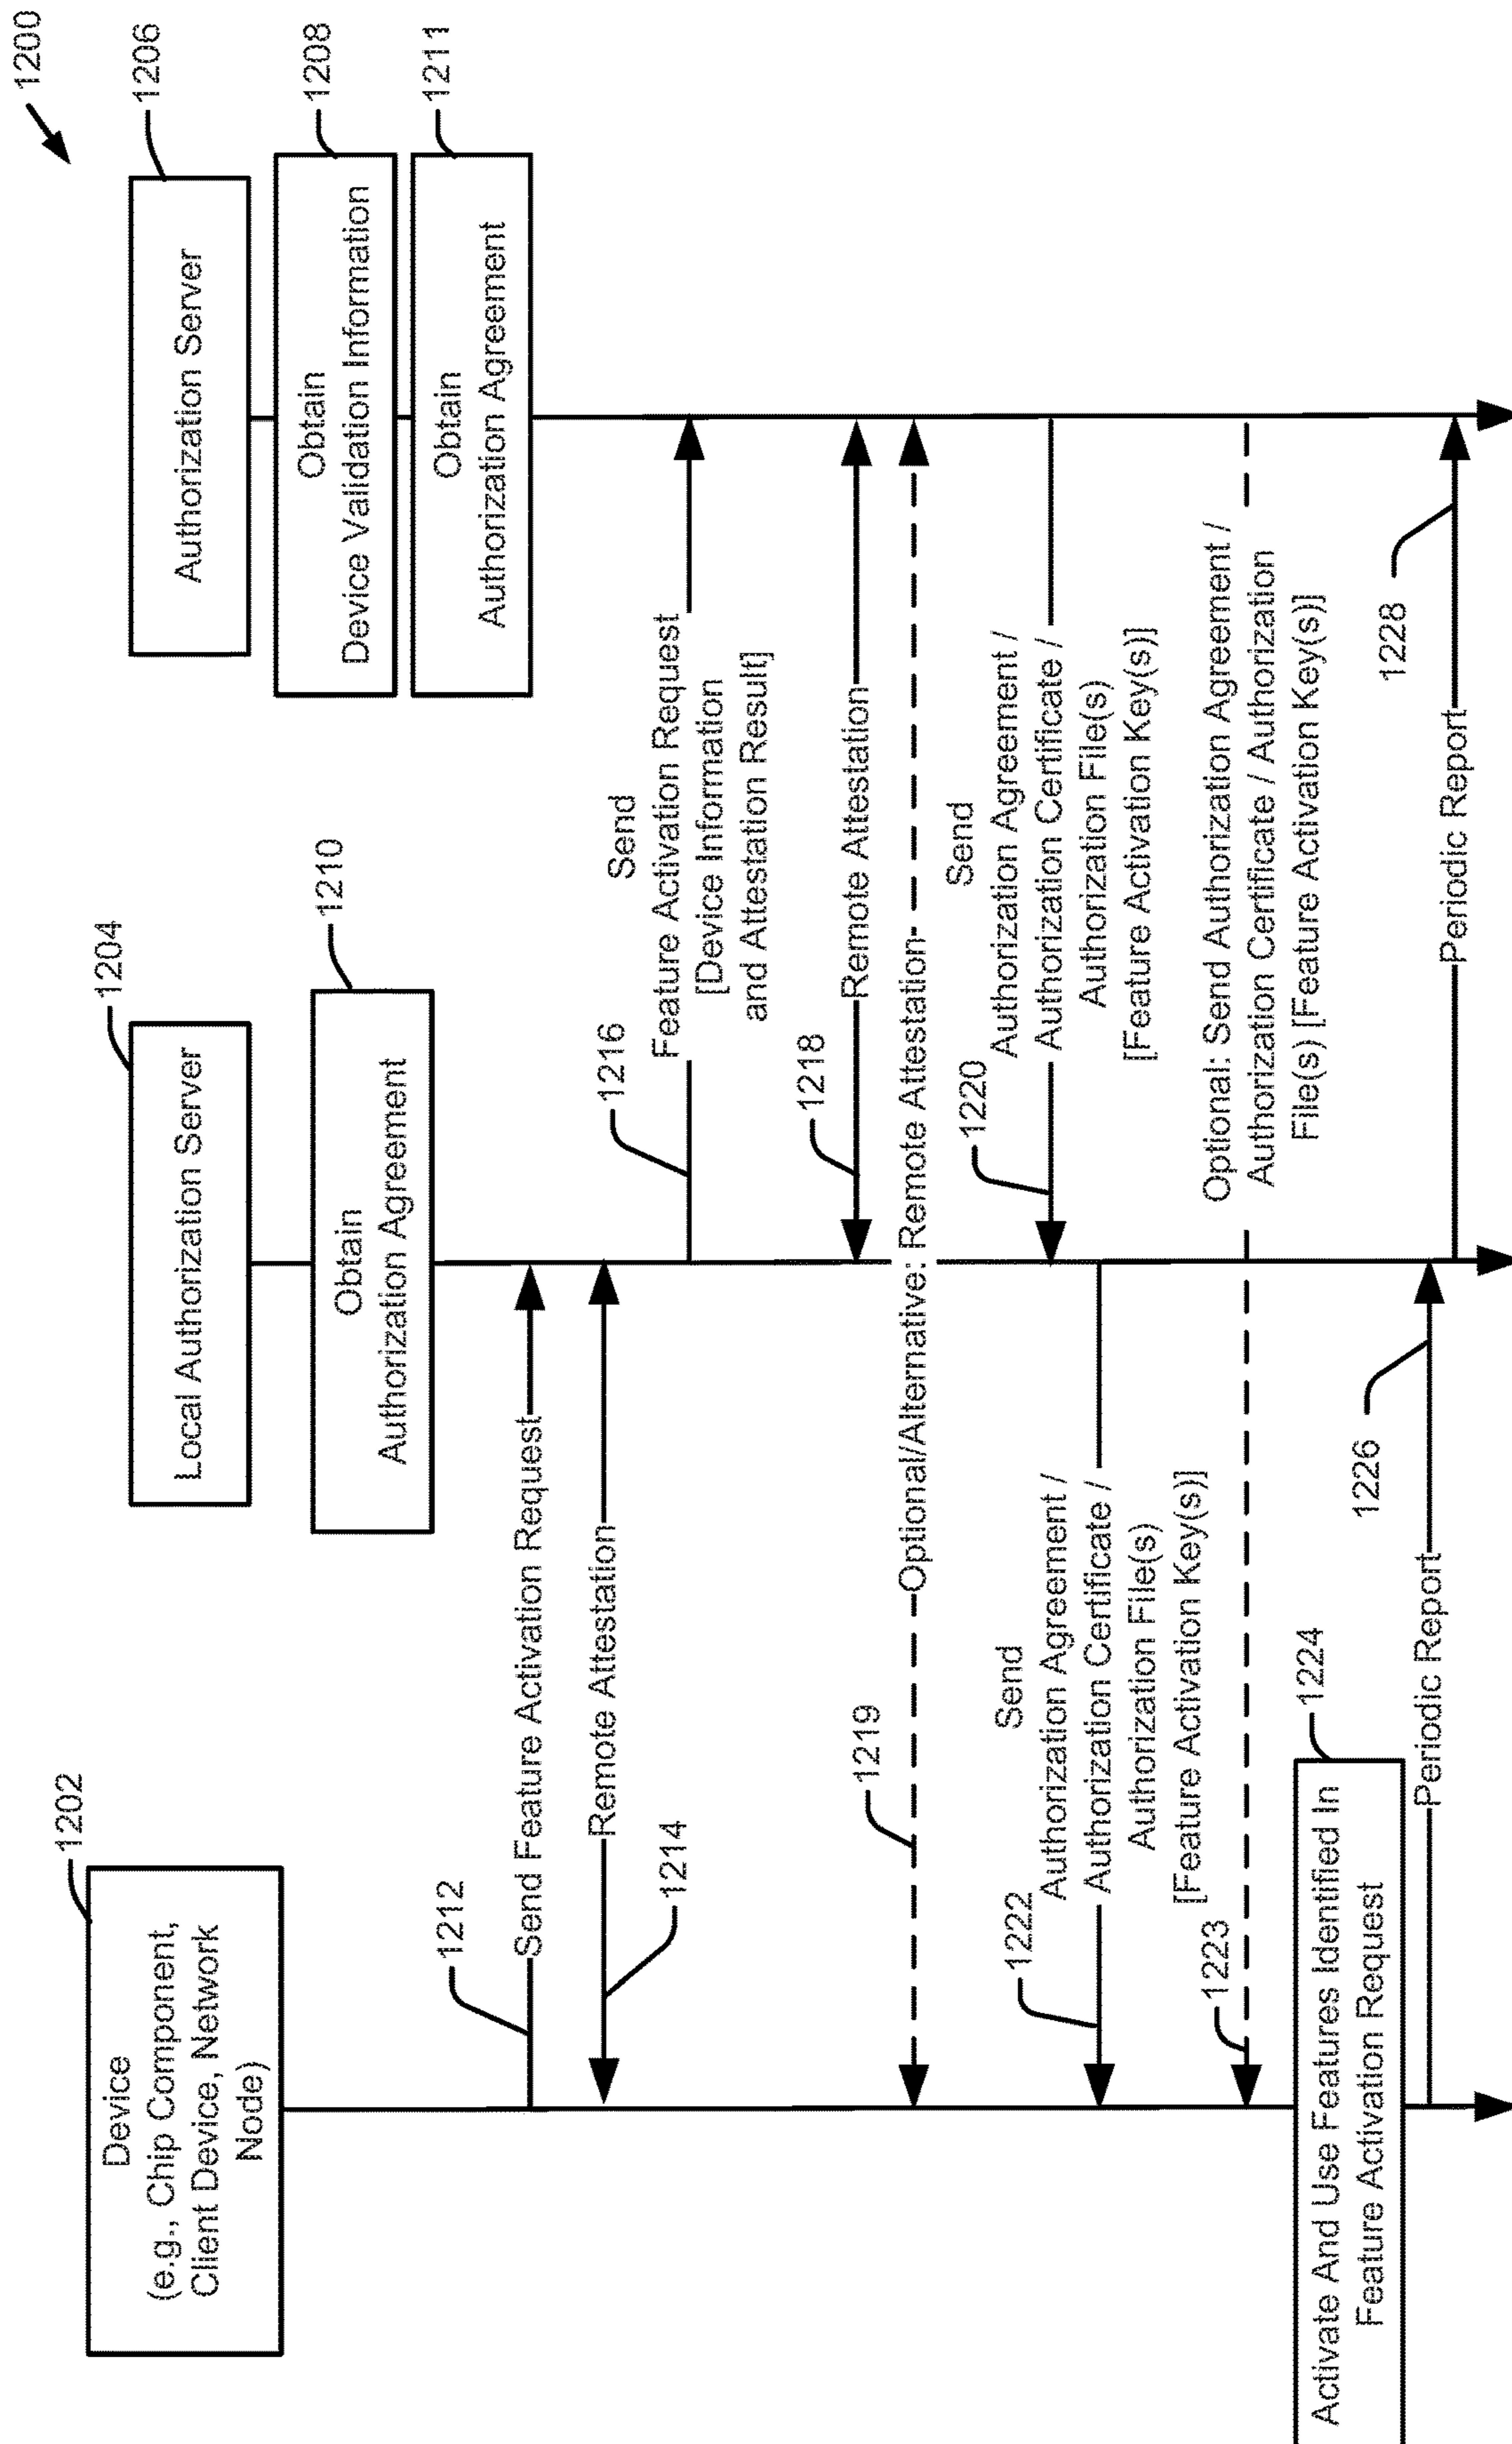 1200
1202
Device
(e.g., Chip Component,
Client Device, Network
Node)
1204
Local Authorization Server
1206
Authorization Server
1208
Obtain
Device Validation Information
1210
Obtain
Authorization Agreement
1211
Obtain
Authorization Agreement
1212
Send Feature Activation Request
Remote Attestation
1214
1216
Send
Feature Activation Request
[Device Information
and Attestation Result]
1218
Remote Attestation
1219
Optional/Alternative: Remote Attestation
1220
Send
Authorization Agreement /
Authorization Certificate /
Authorization File(s)
[Feature Activation Key(s)]
1222
Send
Authorization Agreement /
Authorization Certificate /
Authorization File(s)
[Feature Activation Key(s)]
1223
Optional: Send Authorization Agreement /
Authorization Certificate / Authorization
File(s) [Feature Activation Key(s)]
1224
Activate And Use Features Identified In
Feature Activation Request
Periodic Report
1226
Periodic Report
1228